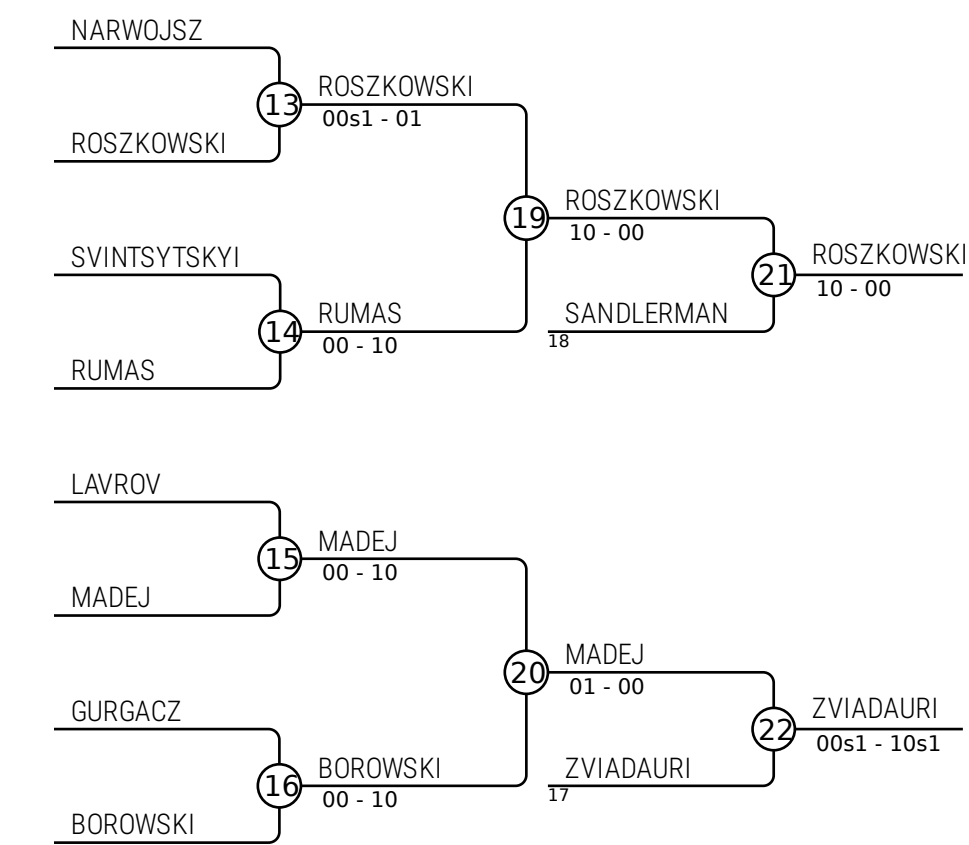 NARWOJSZ
13
ROSZKOWSKI
00s1 - 01
ROSZKOWSKI
19
ROSZKOWSKI
10 - 00
SVINTSYTSKYI
14
RUMAS
00 - 10
RUMAS
21
ROSZKOWSKI
10 - 00
SANDLERMAN
18
LAVROV
15
MADEJ
00 - 10
MADEJ
20
MADEJ
01 - 00
GURGACZ
16
BOROWSKI
00 - 10
BOROWSKI
22
ZVIADAURI
00s1 - 10s1
ZVIADAURI
17